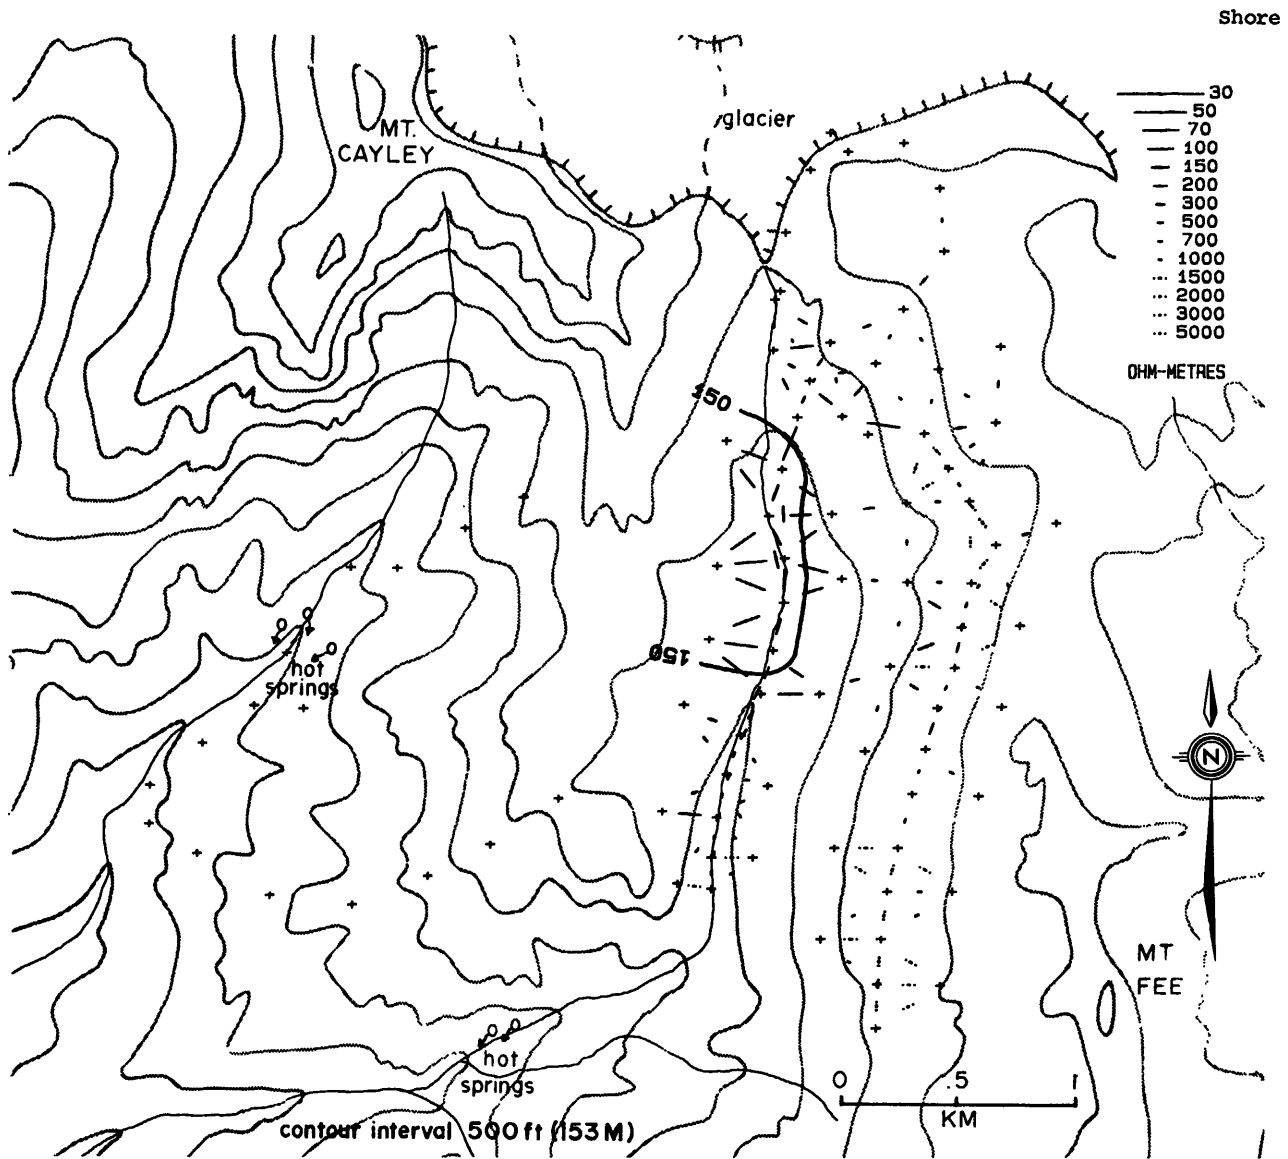 Shore
30
50
70
100
150
200
300
500
700
1000
1500
2000
3000
5000
OHM-METRES
glacier
MT.
CAYLEY
150
150
hot
springs
N
MT
FEE
hot
springs
0 .5 1
KM
contour interval 500 ft (153 M)